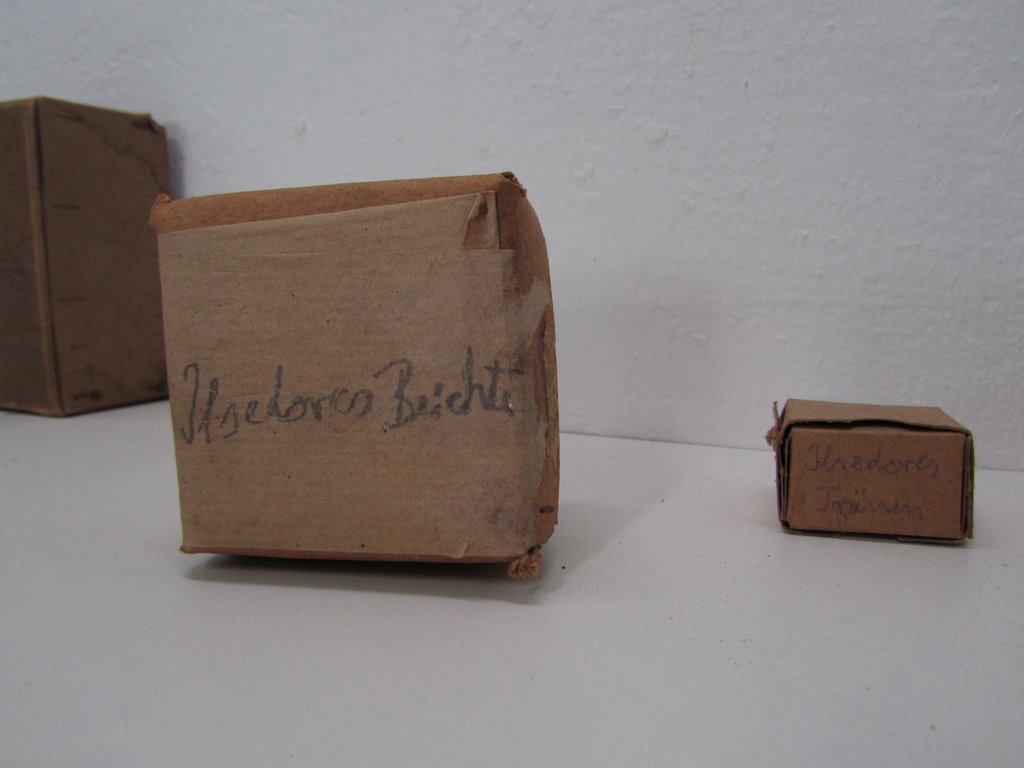 Ilsedores Beichte
Ilsedores
Tränen